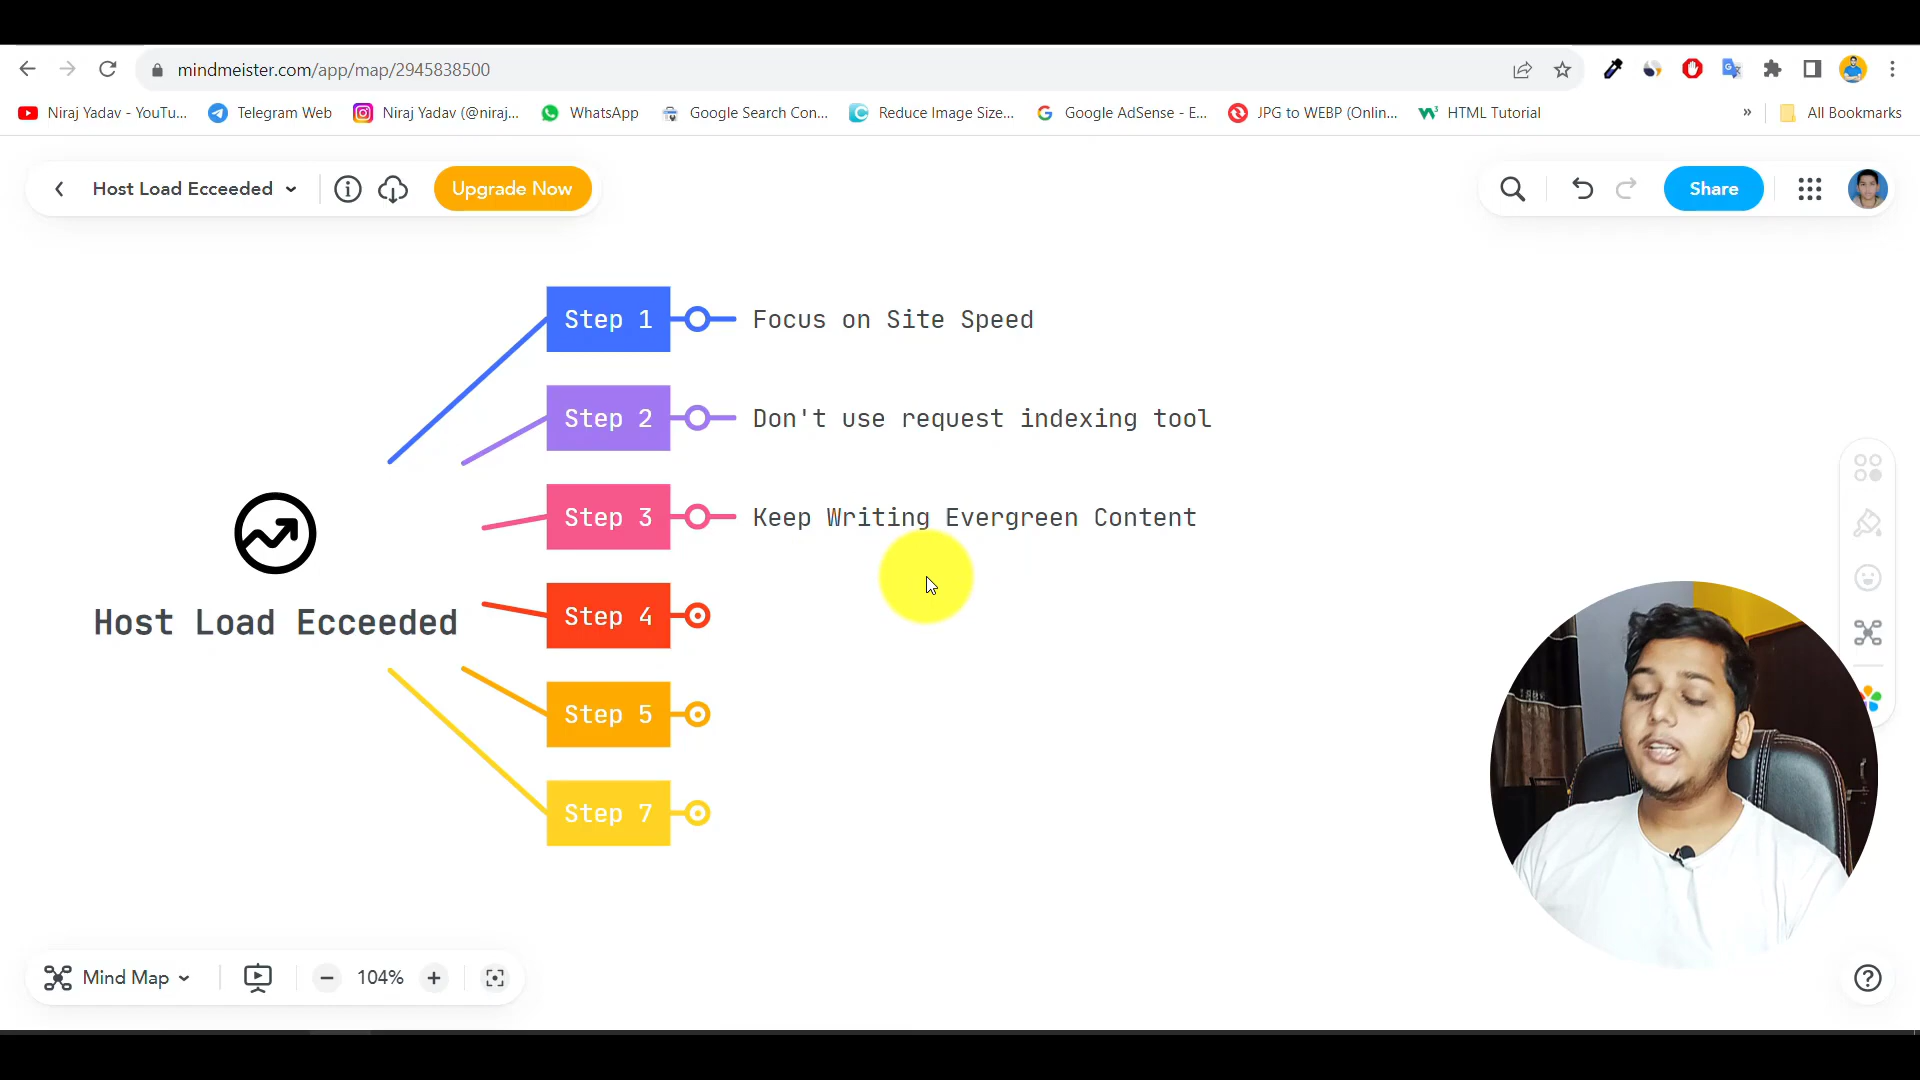 mindmeister.com/app/map/2945838500
Niraj Yadav - YouTu...
Telegram Web
Niraj Yadav (@niraj...
WhatsApp
Google Search Con...
Reduce Image Size...
Google AdSense - E...
JPG to WEBP (Onlin...
HTML Tutorial
»
All Bookmarks
Host Load Ecceeded
Upgrade Now
Share
Step 1
Focus on Site Speed
Step 2
Don't use request indexing tool
Step 3
Keep Writing Evergreen Content
Host Load Ecceeded
Step 4
Step 5
Step 7
Mind Map
104%